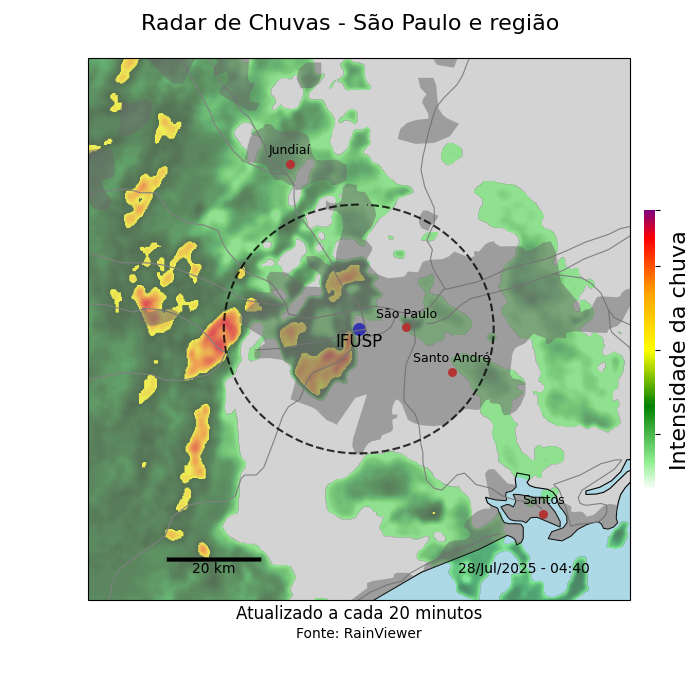 Radar de Chuvas - São Paulo e região
Jundiaí
São Paulo
IFUSP
Santo André
Santos
20 km
28/Jul/2025 - 04:40
Intensidade da chuva
Atualizado a cada 20 minutos
Fonte: RainViewer